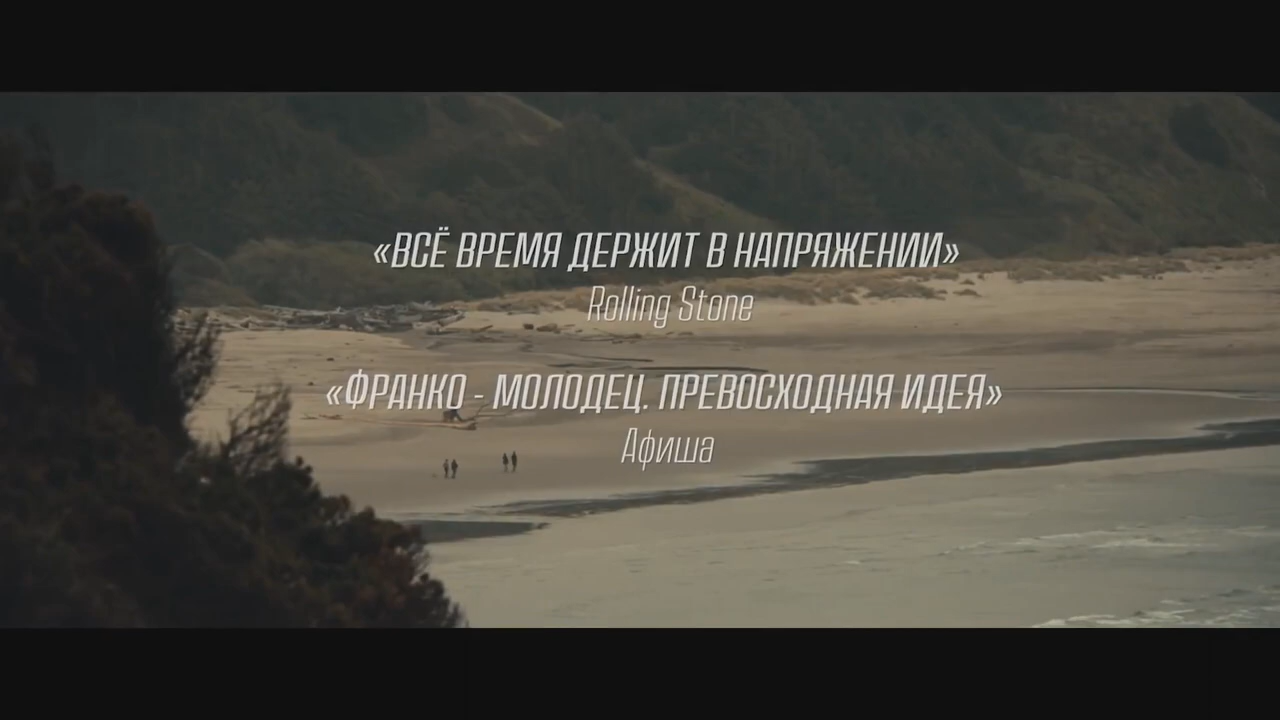 «ВСЁ ВРЕМЯ ДЕРЖИТ В НАПРЯЖЕНИИ»
Rolling Stone
«ФРАНКО - МОЛОДЕЦ. ПРЕВОСХОДНАЯ ИДЕЯ»
Афиша